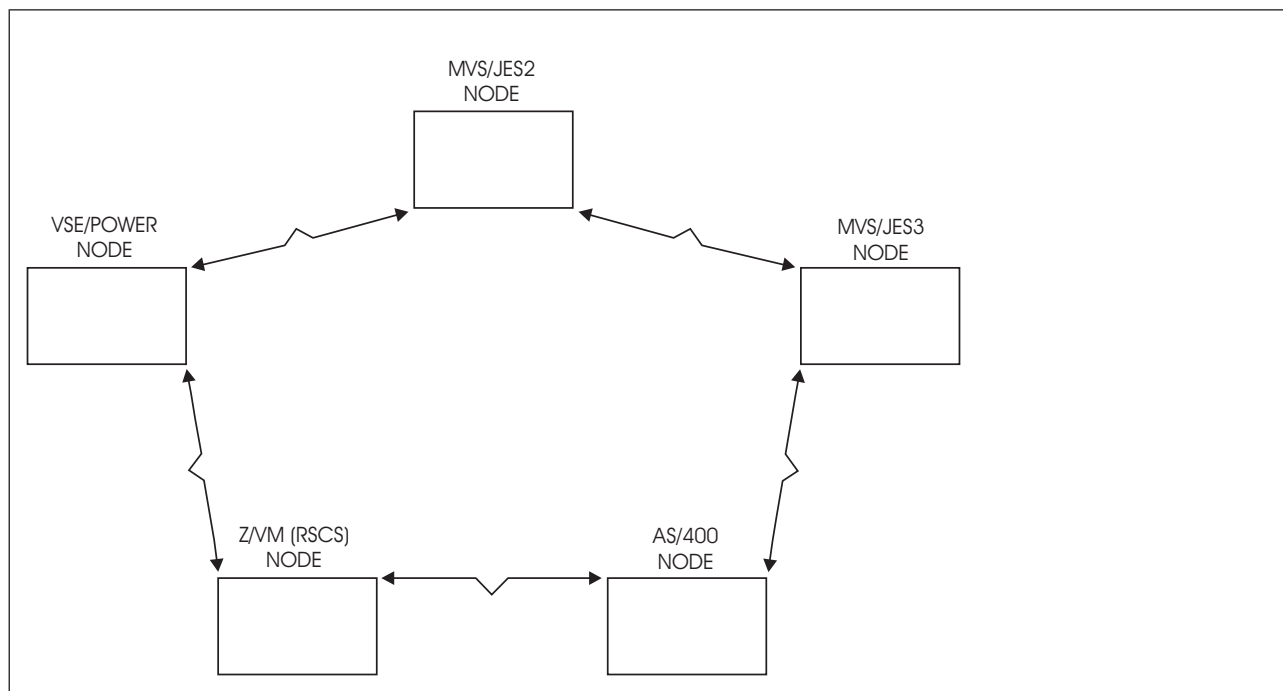 MVS/JES2
NODE
VSE/POWER
NODE
MVS/JES3
NODE
Z/VM (RSCS)
NODE
AS/400
NODE